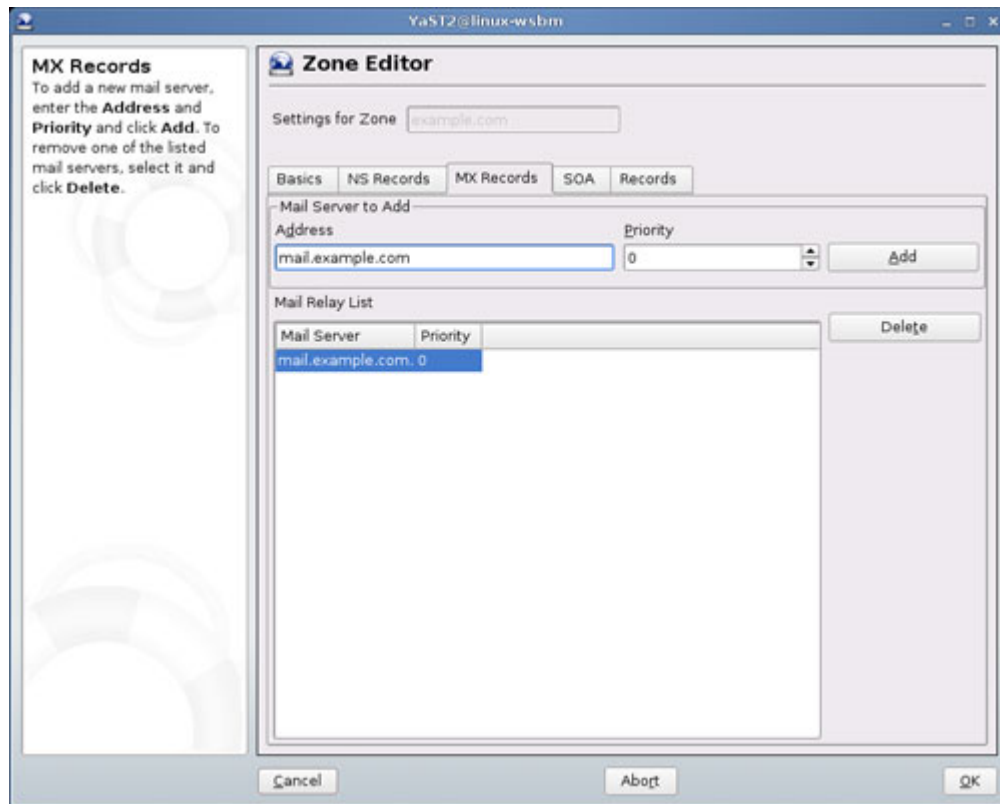 YaST2@linux-wsbm
MX Records
To add a new mail server,
enter the Address and
Priority and click Add. To
remove one of the listed
mail servers, select it and
click Delete.
Zone Editor
Settings for Zone example.com
Basics NS Records MX Records SOA Records
Mail Server to Add
Address Priority
mail.example.com 0 Add
Mail Relay List
Delete
Mail Server Priority
mail.example.com. 0
Cancel Abort OK